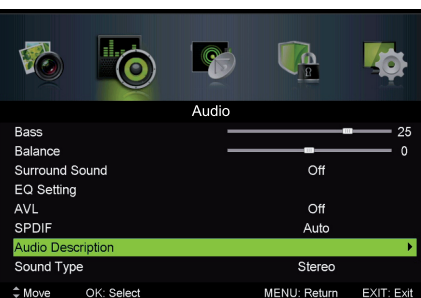 Audio
Bass 25
Balance 0
Surround Sound Off
EQ Setting
AVL Off
SPDIF Auto
Audio Description
Sound Type Stereo
Move OK: Select MENU: Return EXIT: Exit